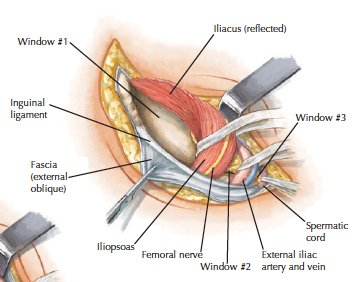 Iliacus (reflected)
Window #1
Inguinal
ligament
Window #3
Fascia
(external
oblique)
Spermatic
cord
Iliopsoas
Femoral nerve
Window #2
External iliac
artery and vein